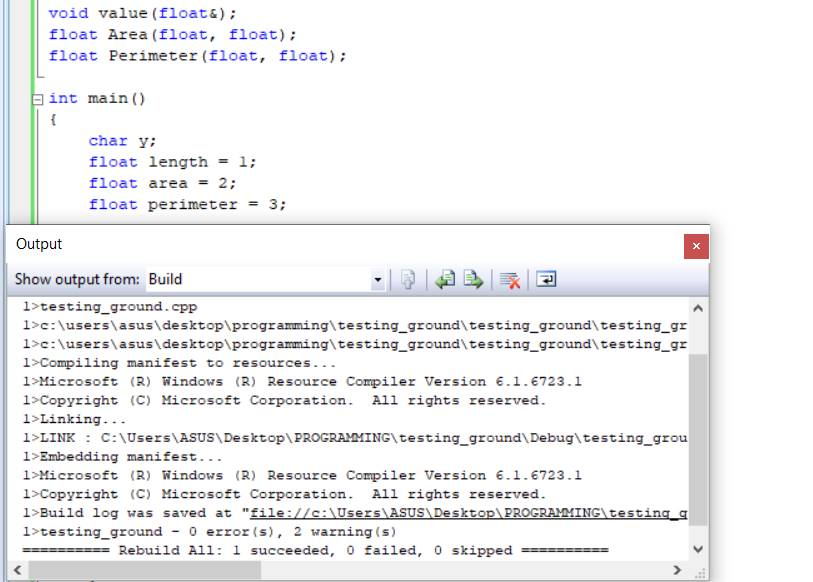 void value(float&);
float Area(float, float);
float Perimeter(float, float);
int main()
{
char y;
float length = 1;
float area = 2;
float perimeter = 3;
Output
Show output from: Build
1>testing_ground.cpp
1>c:\users\asus\desktop\programming\testing_ground\testing_ground\testing_gr
1>c:\users\asus\desktop\programming\testing_ground\testing_ground\testing_gr
1>Compiling manifest to resources...
1>Microsoft (R) Windows (R) Resource Compiler Version 6.1.6723.1
1>Copyright (C) Microsoft Corporation.  All rights reserved.
1>Linking...
1>LINK : C:\Users\ASUS\Desktop\PROGRAMMING\testing_ground\Debug\testing_grou
1>Embedding manifest...
1>Microsoft (R) Windows (R) Resource Compiler Version 6.1.6723.1
1>Copyright (C) Microsoft Corporation.  All rights reserved.
1>Build log was saved at "file://c:\Users\ASUS\Desktop\PROGRAMMING\testing_g
1>testing_ground - 0 error(s), 2 warning(s)
========== Rebuild All: 1 succeeded, 0 failed, 0 skipped ==========